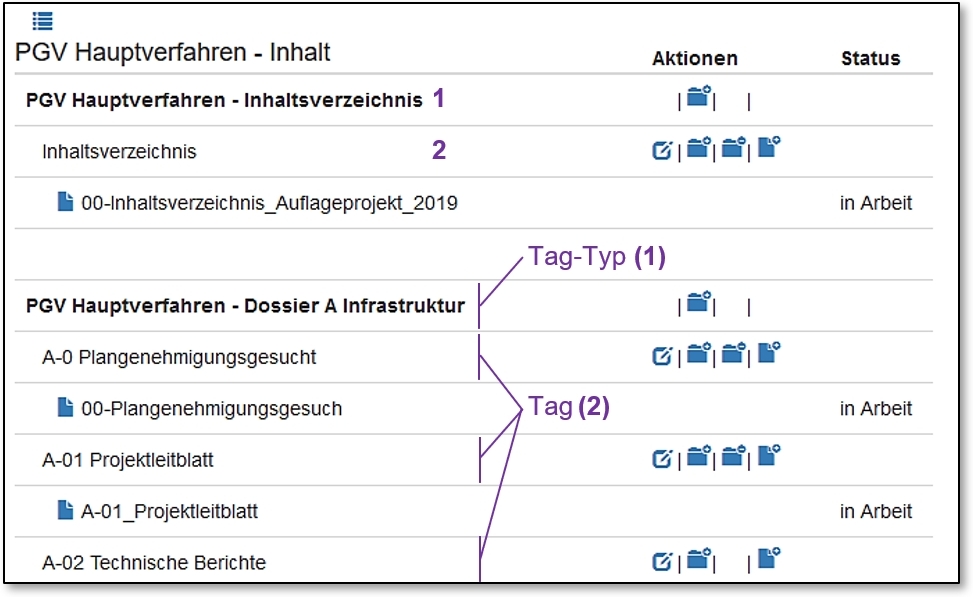 PGV Hauptverfahren - Inhalt
Aktionen Status
PGV Hauptverfahren - Inhaltsverzeichnis 1 | | |
Inhaltsverzeichnis 2 | | |
00-Inhaltsverzeichnis_Auflageprojekt_2019 in Arbeit
Tag-Typ (1)
PGV Hauptverfahren - Dossier A Infrastruktur | | |
A-0 Plangenehmigungsgesucht | | |
00-Plangenehmigungsgesuch in Arbeit
Tag (2)
A-01 Projektleitblatt | | |
A-01_Projektleitblatt in Arbeit
A-02 Technische Berichte | | |